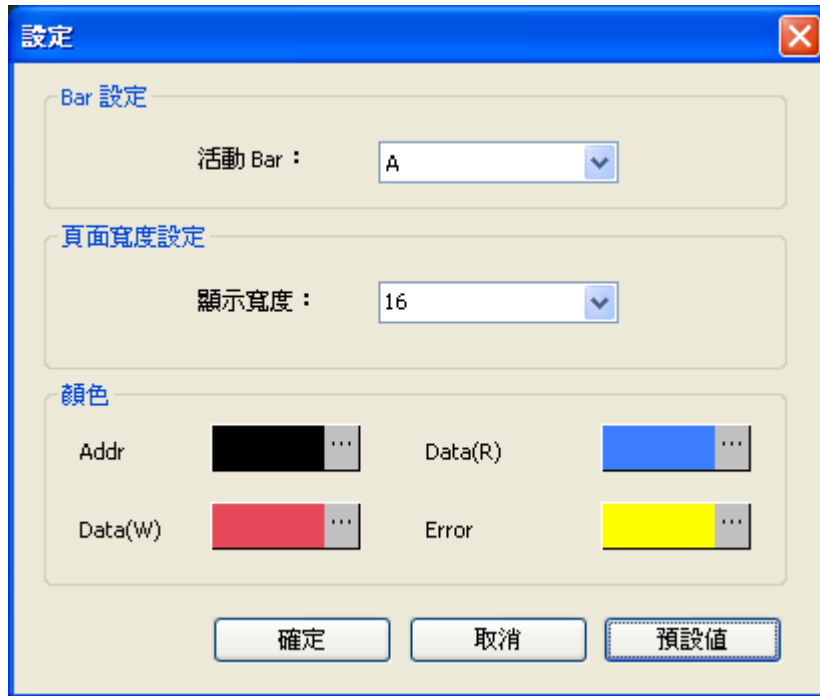 設定
Bar 設定
活動 Bar：
A
頁面寬度設定
顯示寬度：
16
顏色
Addr
...
Data(R)
...
Data(W)
...
Error
...
確定
取消
預設值